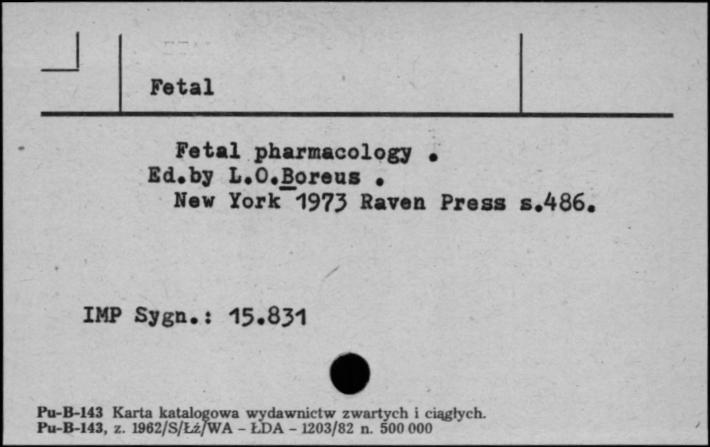 Fetal
Fetal pharmacology .
Ed.by L.O.Boreus .
New York 1973 Raven Press s.486.
IMP Sygn.: 15.831
Pu-B-143 Karta katalogowa wydawnictw zwartych i ciągłych.
Pu-B-143, z. 1962/S/Łź/WA - ŁDA - 1203/82 n. 500 000